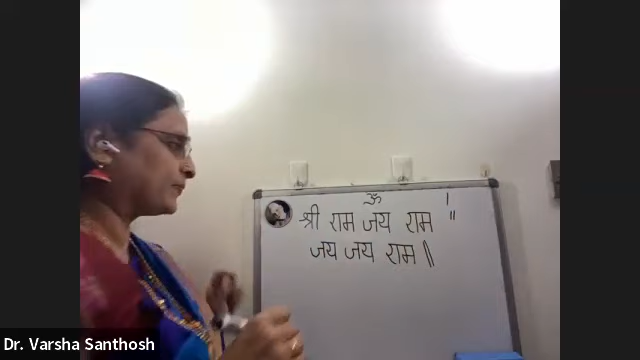 ॐ
श्री राम जय राम
जय जय राम ॥
Dr. Varsha Santhosh